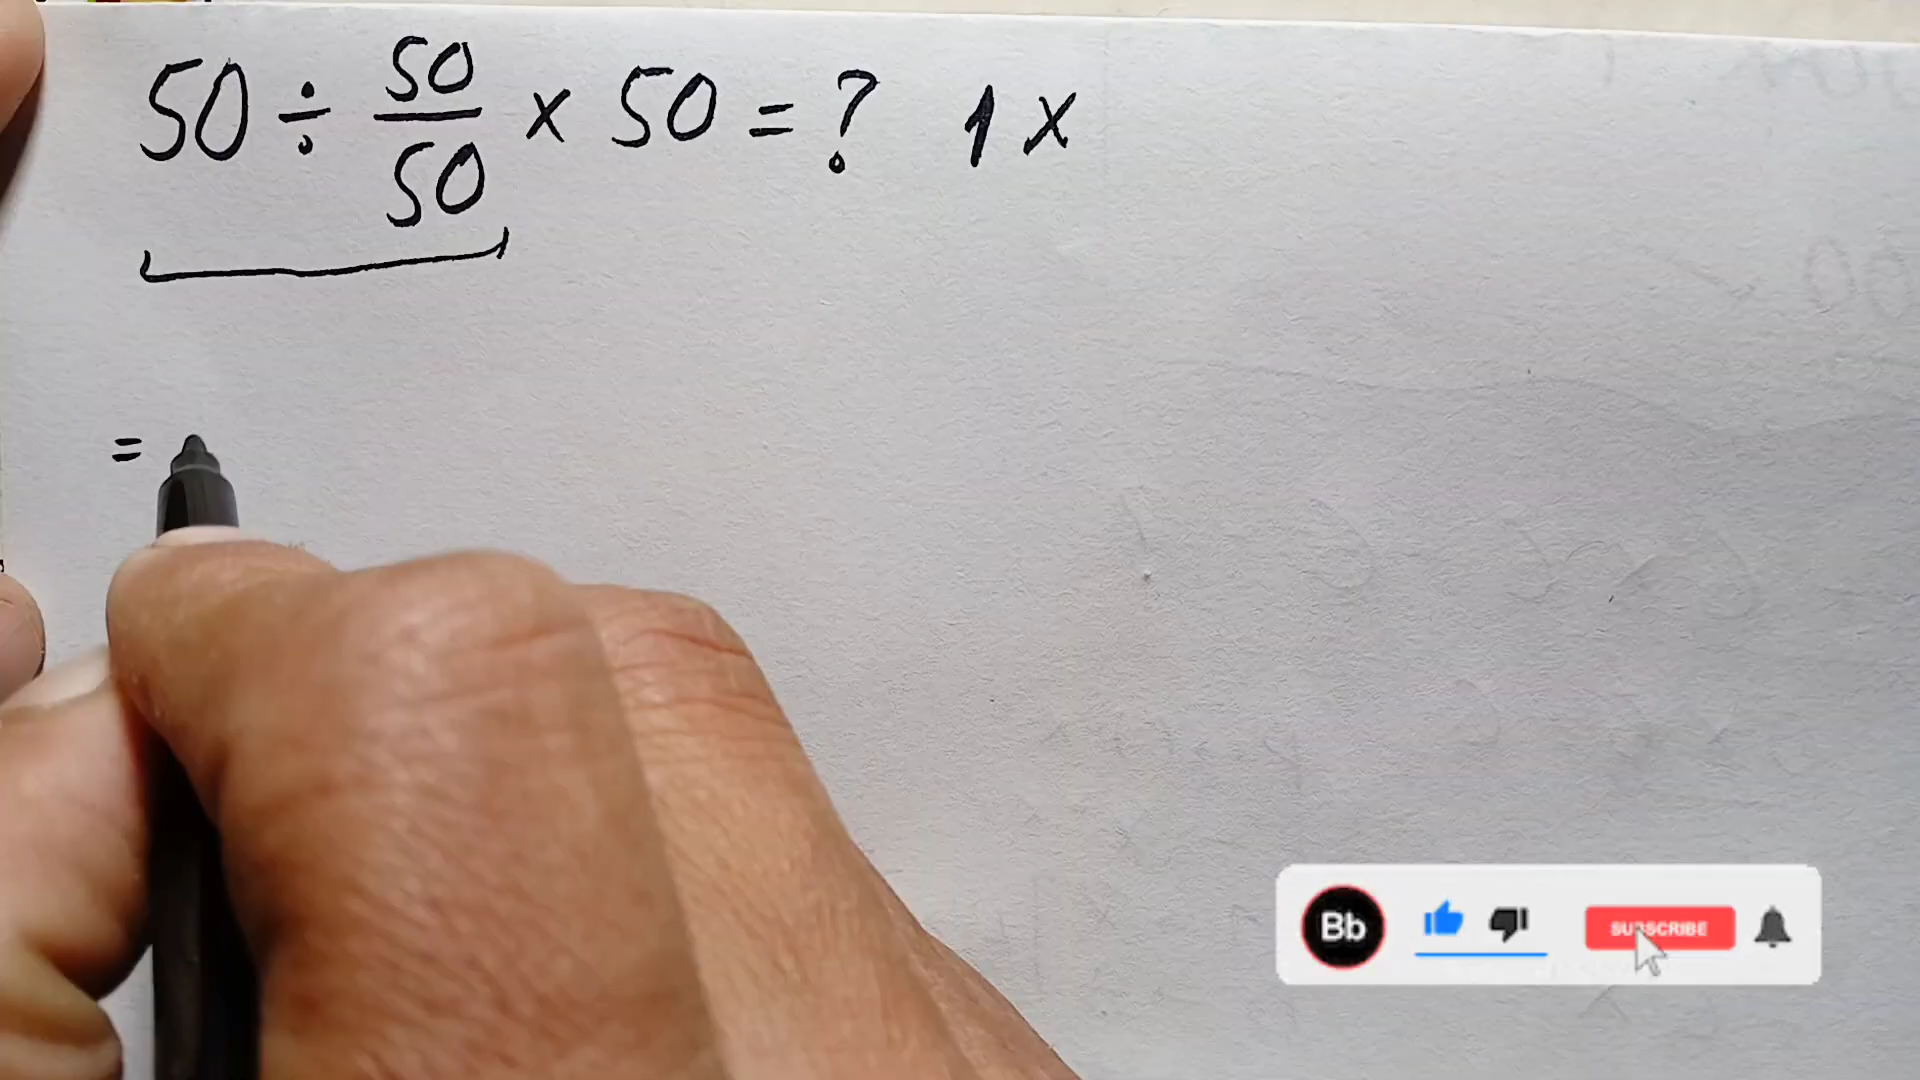 50 ÷ 50/50 × 50 = ? 1 ×
=
Bb SUBSCRIBE